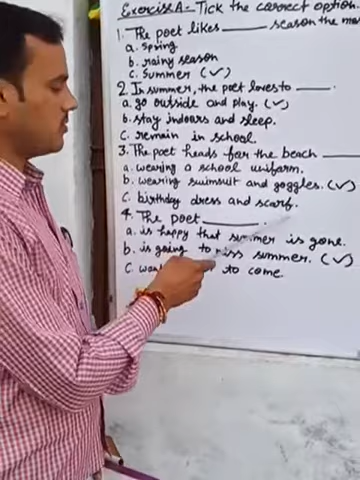 Exercise A- Tick the correct option.
1. The poet likes ______ season the
a. Spring
b. rainy season
c. Summer (✓)
2. In summer, the poet loves to ____.
a. go outside and play. (✓)
b. stay indoors and sleep.
c. remain in school.
3. The poet heads for the beach ____
a. wearing a school uniform.
b. wearing swimsuit and goggles. (✓)
c. birthday dress and scarf.
4. The poet ______.
a. is happy that summer is gone.
b. is going to miss summer. (✓)
c. to come.